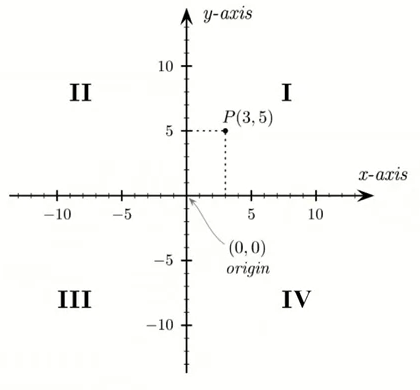 y-axis
10
II
I
P(3, 5)
5
x-axis
−10
−5
5
10
(0, 0)
−5
origin
III
IV
−10